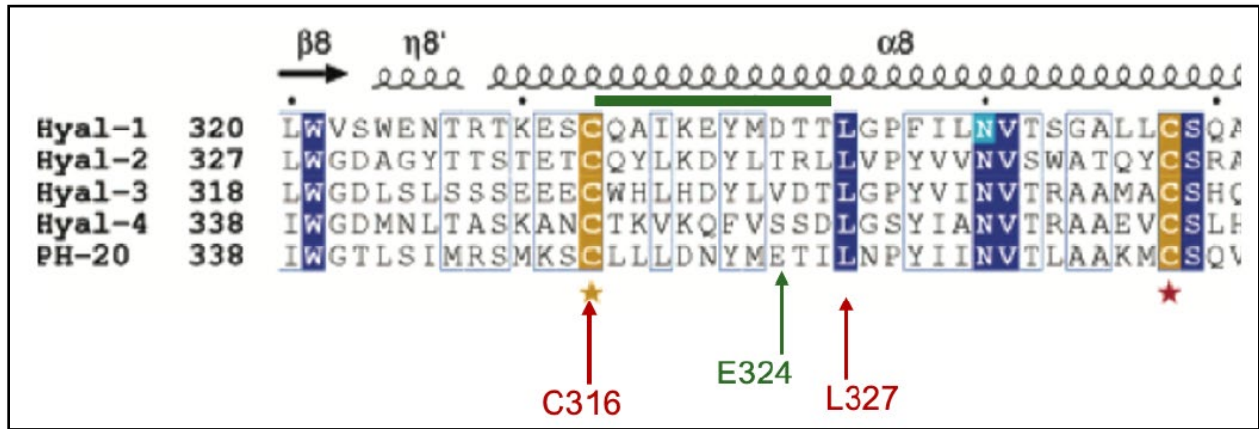 β8 η8' α8
Hyal-1 320 LWVSWENTRTKESCQAIKEYMDTTLGPFILNVTSGALLCSQA
Hyal-2 327 LWGDAGYTTSTETCQYLKDYLTRLLVPYVVNVSWATQYCSRA
Hyal-3 318 LWGDLSLSSSEEECWHLHDYLVDTLGPYVINVTRAAMACSHQ
Hyal-4 338 IWGDMNLTASKANCTKVKQFVSSDLGSYIANVTRAAEVCSL
PH-20 338 IWGTLSIMRSMKSCLLLDNYMETILNPYIINVTLAAKMCSQV
E324
C316 L327